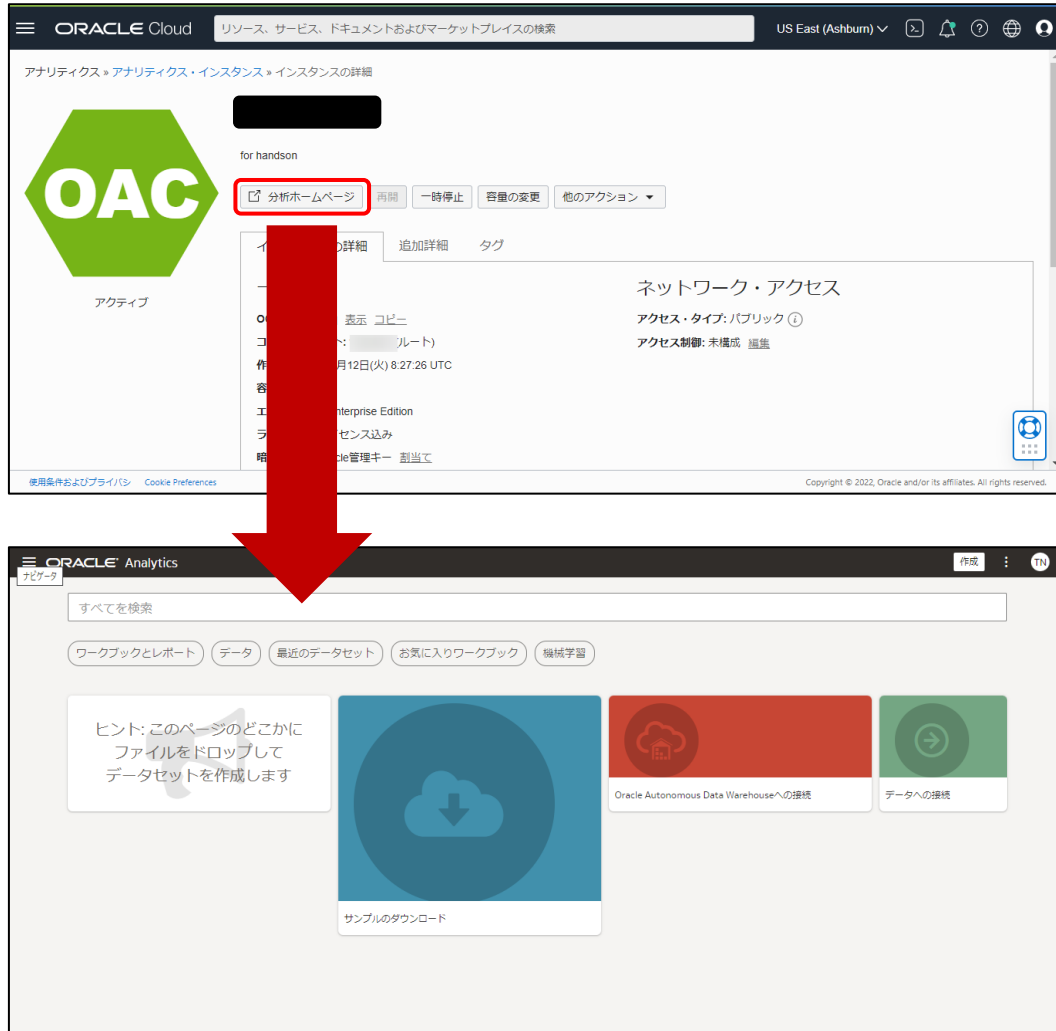 ORACLE Cloud
リソース、サービス、ドキュメントおよびマーケットプレイスの検索
US East (Ashburn)
アナリティクス » アナリティクス・インスタンス » インスタンスの詳細
OAC
アクティブ
for handson
分析ホームページ
再開
一時停止
容量の変更
他のアクション
の詳細
追加詳細
タグ
ネットワーク・アクセス
表示 コピー
アクセス・タイプ: パブリック
ルート)
アクセス制御: 未構成 編集
月12日(火) 8:27:26 UTC
nterprise Edition
センス込み
cle管理キー 割当て
使用条件およびプライバシ Cookie Preferences
Copyright © 2022, Oracle and/or its affiliates. All rights reserved.
ORACLE Analytics
作成
TN
ナビゲータ
すべてを検索
ワークブックとレポート
データ
最近のデータセット
お気に入りワークブック
機械学習
ヒント: このページのどこかに
ファイルをドロップして
データセットを作成します
サンプルのダウンロード
Oracle Autonomous Data Warehouseへの接続
データへの接続